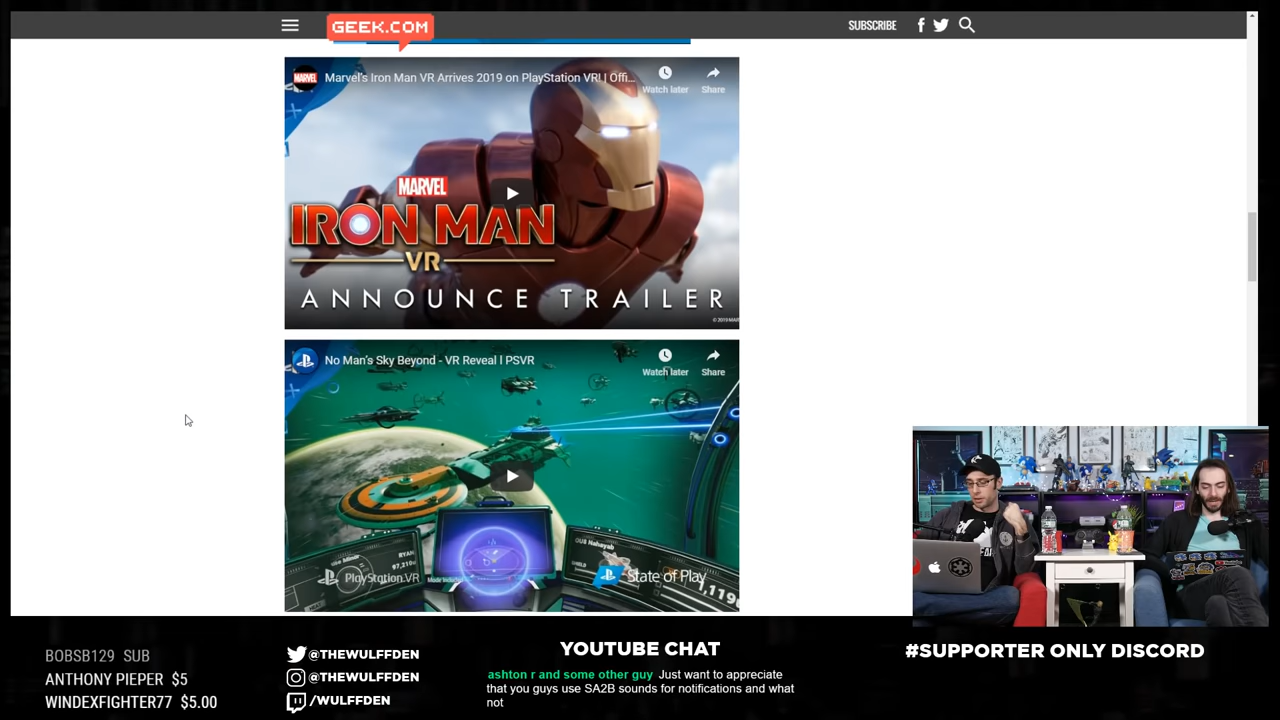 GEEK.COM
SUBSCRIBE
MARVEL
Marvel's Iron Man VR Arrives 2019 on PlayStation VR! | Offi...
Watch later
Share
MARVEL
IRON MAN
VR
ANNOUNCE TRAILER
No Man's Sky Beyond - VR Reveal | PSVR
Watch later
Share
RYAN
PlayStation VR
State of Play
BOBSB129 SUB
ANTHONY PIEPER $5
WINDEXFIGHTER77 $5.00
@THEWULFFDEN
@THEWULFFDEN
/WULFFDEN
YOUTUBE CHAT
ashton r and some other guy Just want to appreciate
that you guys use SA2B sounds for notifications and what
not
#SUPPORTER ONLY DISCORD